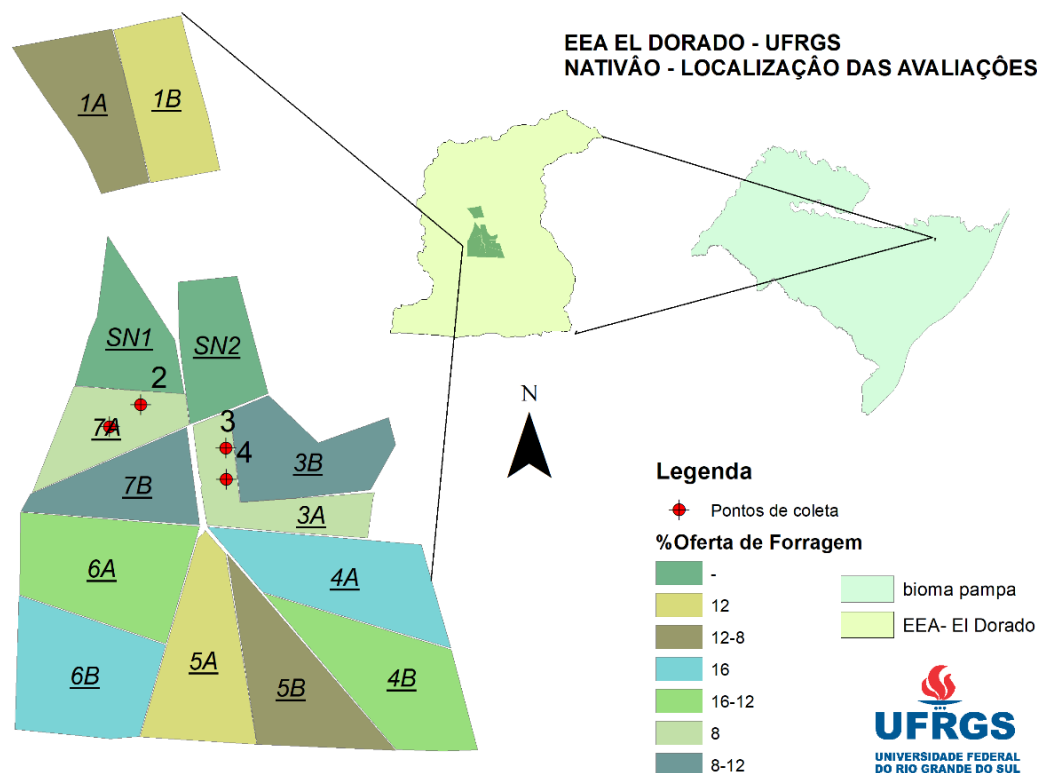 EEA EL DORADO - UFRGS
NATIVÂO - LOCALIZAÇÂO DAS AVALIAÇÔES
1A
1B
SN1
SN2
2
7A
3
4
3B
7B
3A
6A
4A
6B
5A
5B
4B
N
Legenda
Pontos de coleta
%Oferta de Forragem
-
12
12-8
16
16-12
8
8-12
bioma pampa
EEA- El Dorado
UFRGS
UNIVERSIDADE FEDERAL
DO RIO GRANDE DO SUL